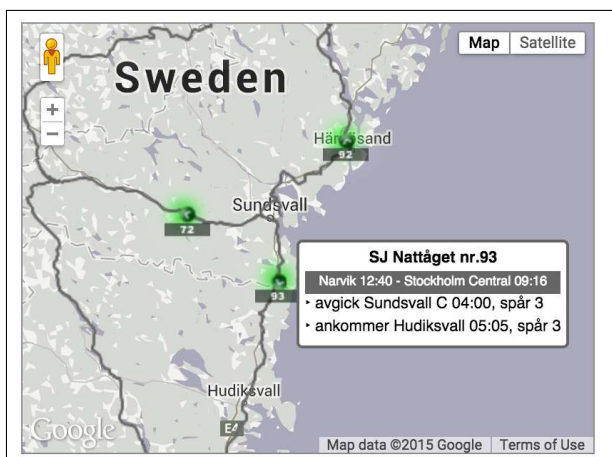 Map Satellite
Sweden
+
−
Härnösand
92
Sundsvall
72
SJ Nattåget nr.93
Narvik 12:40 - Stockholm Central 09:16
‣ avgick Sundsvall C 04:00, spår 3
‣ ankommer Hudiksvall 05:05, spår 3
93
Hudiksvall
E4
Google
Map data ©2015 Google Terms of Use